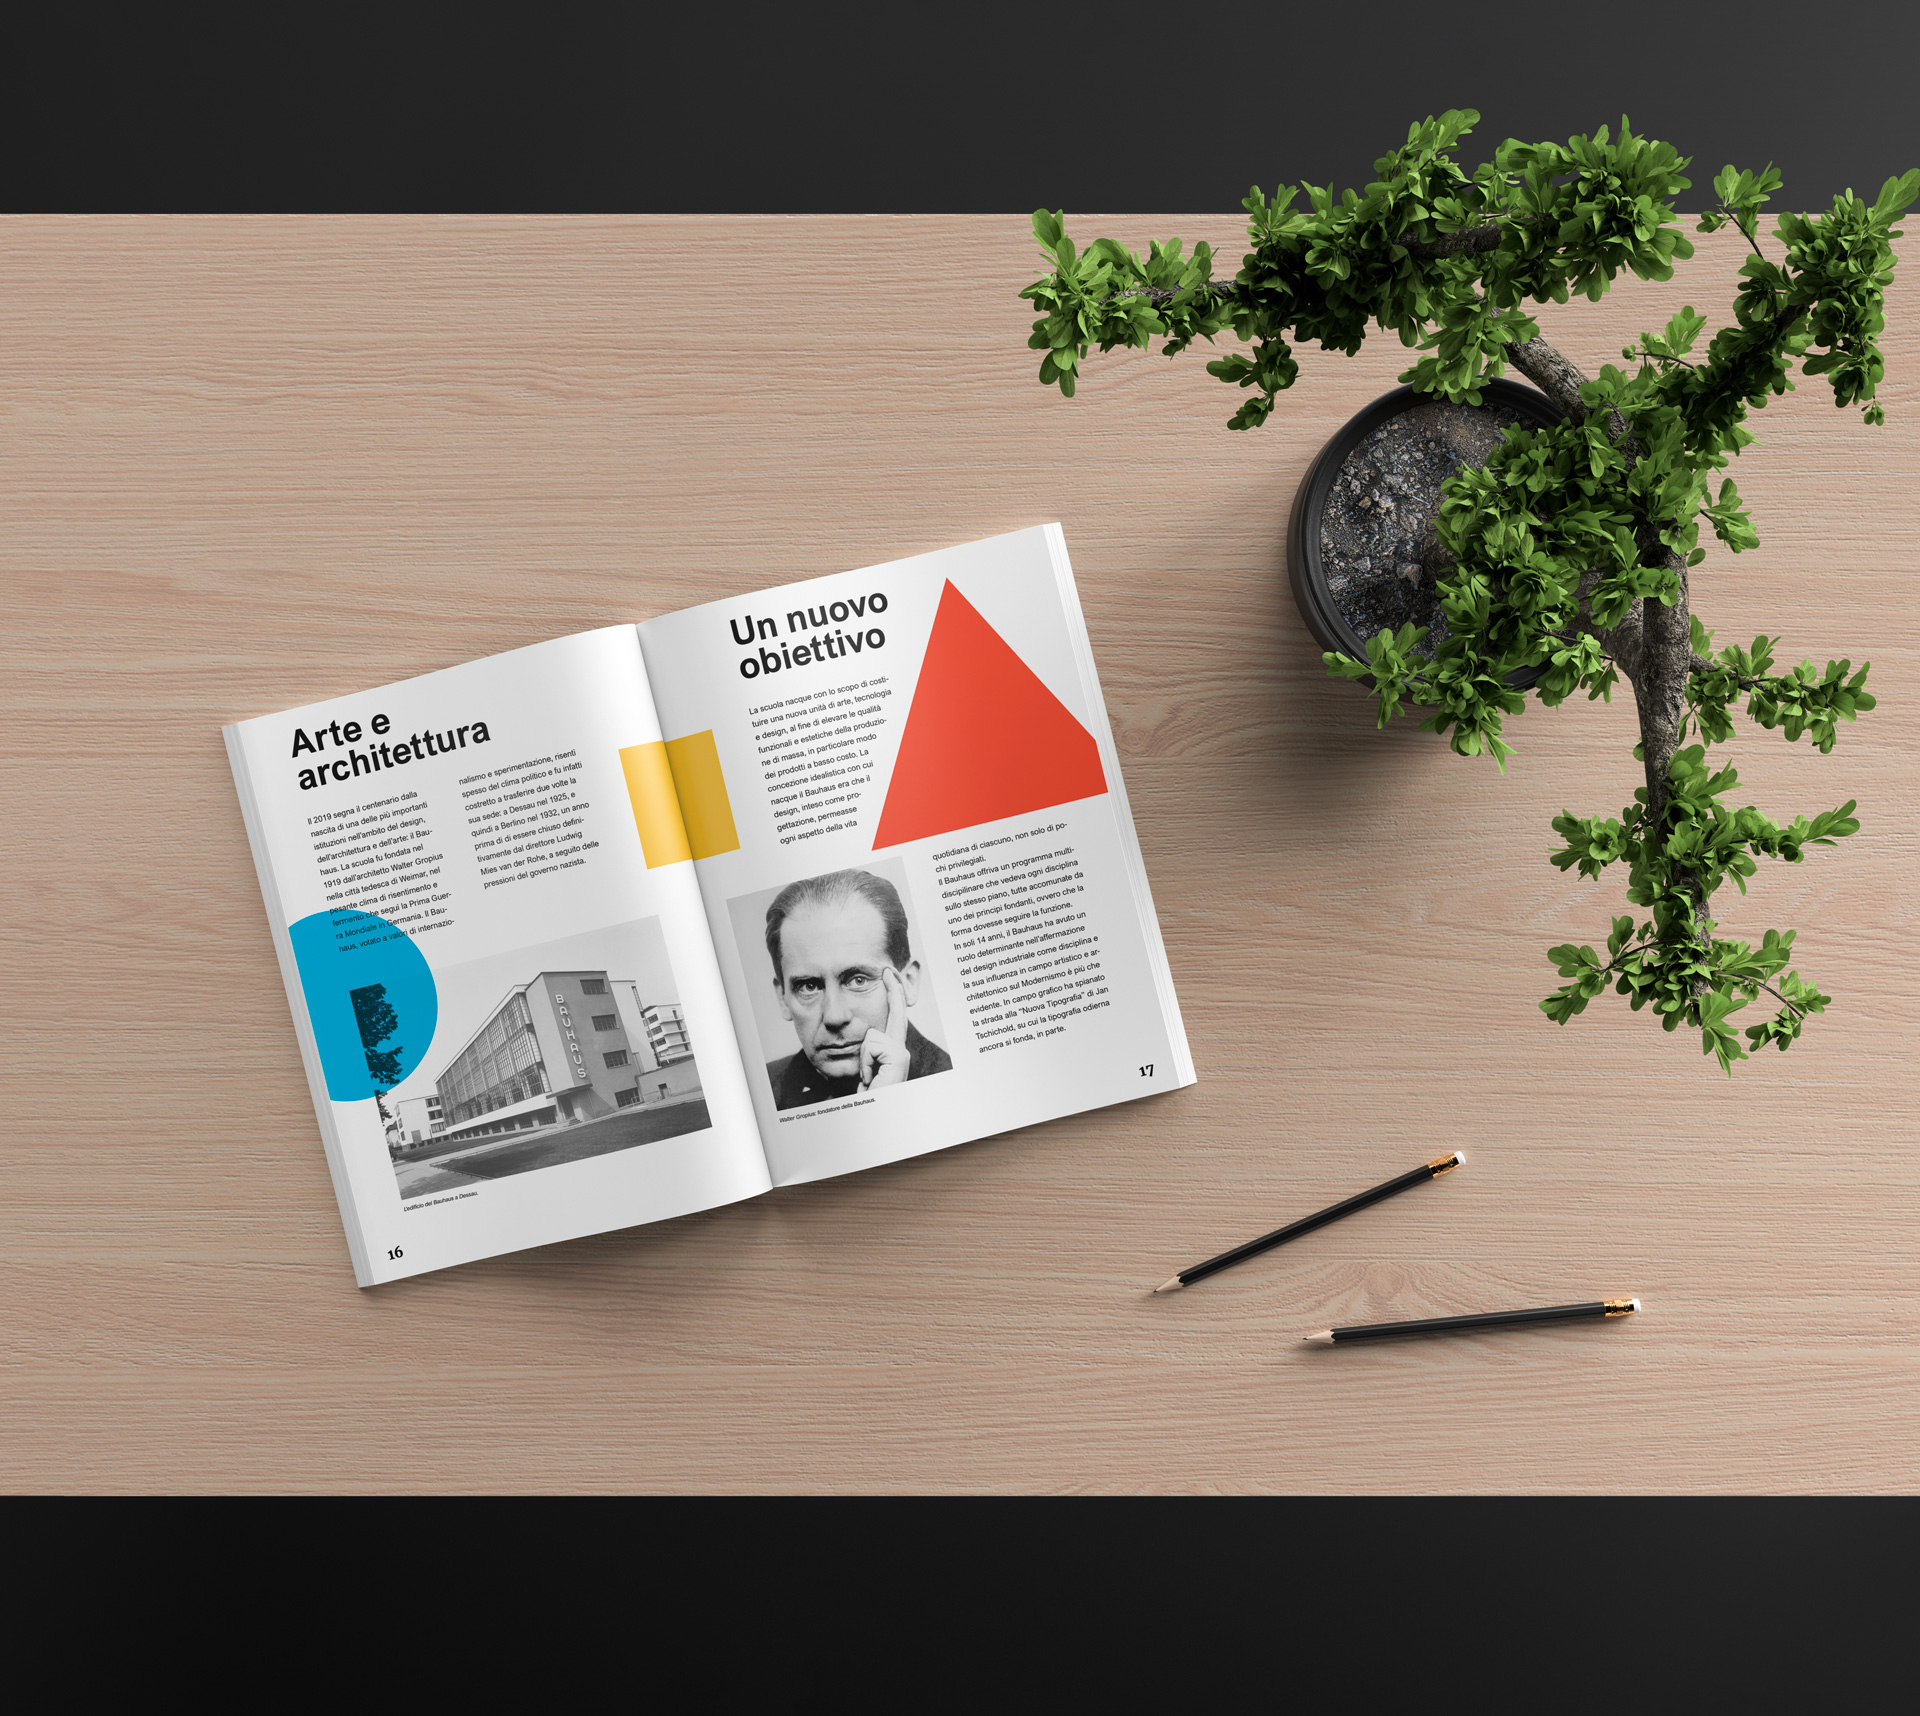 Arte e
architettura
Il 2019 segna il centenario dalla
nascita di una delle più importanti
istituzioni nell'ambito del design,
dell'architettura e dell'arte: il Bau-
haus. La scuola fu fondata nel
1919 dall'architetto Walter Gropius
nella città tedesca di Weimar, nel
pesante clima di risentimento e
fermento che seguì la Prima Guer-
ra Mondiale in Germania. Il Bau-
haus, votato a valori di internazio-
nalismo e sperimentazione, risentì
spesso del clima politico e fu infatti
costretto a trasferire due volte la
sua sede: a Dessau nel 1925, e
quindi a Berlino nel 1932, un anno
prima di essere chiuso defini-
tivamente dal direttore Ludwig
Mies van der Rohe, a seguito delle
pressioni del governo nazista.
BAUHAUS
L'edificio del Bauhaus a Dessau.
16
Un nuovo
obiettivo
La scuola nacque con lo scopo di costi-
tuire una nuova unità di arte, tecnologia
e design, al fine di elevare le qualità
funzionali e estetiche della produzio-
ne di massa, in particolare modo
dei prodotti a basso costo. La
concezione idealistica con cui
nacque il Bauhaus era che il
design, inteso come pro-
gettazione, permeasse
ogni aspetto della vita
quotidiana di ciascuno, non solo di po-
chi privilegiati.
Il Bauhaus offriva un programma multi-
disciplinare che vedeva ogni disciplina
sullo stesso piano, tutte accomunate da
uno dei principi fondanti, ovvero che la
forma dovesse seguire la funzione.
In soli 14 anni, il Bauhaus ha avuto un
ruolo determinante nell'affermazione
del design industriale come disciplina e
la sua influenza in campo artistico e ar-
chitettonico sul Modernismo è più che
evidente. In campo grafico ha spianato
la strada alla "Nuova Tipografia" di Jan
Tschichold, su cui la tipografia odierna
ancora si fonda, in parte.
Walter Gropius: fondatore della Bauhaus.
17